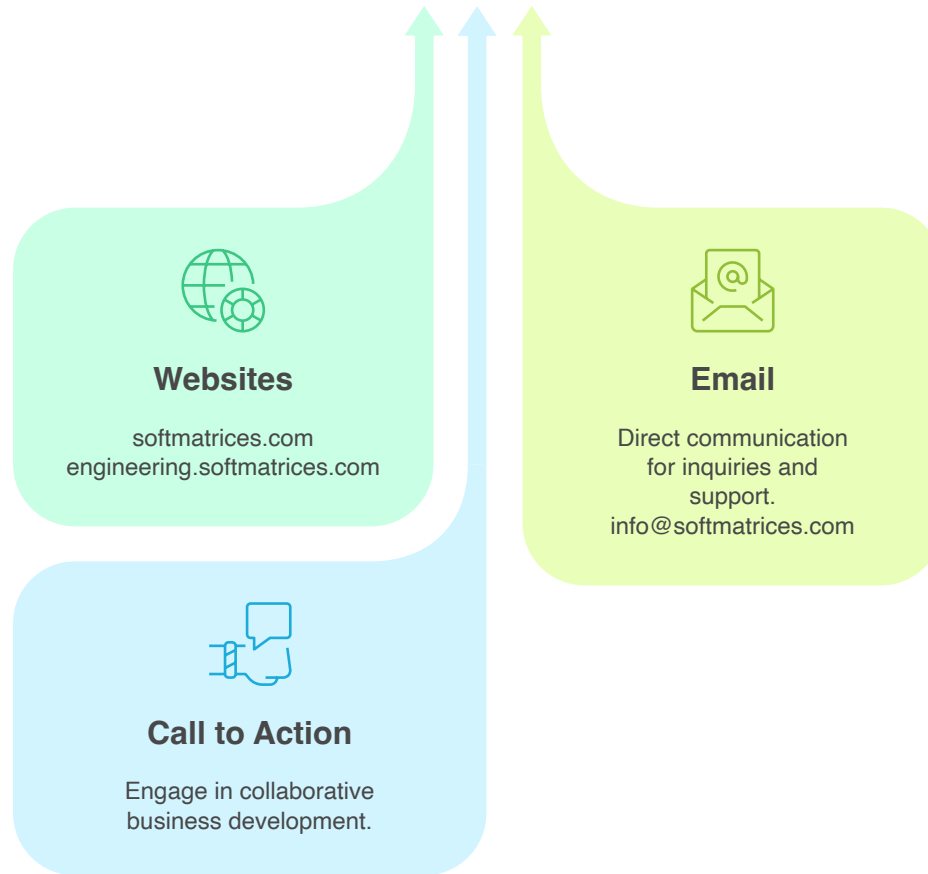 Websites
softmatrices.com
engineering.softmatrices.com
Email
Direct communication
for inquiries and
support.
info@softmatrices.com
Call to Action
Engage in collaborative
business development.